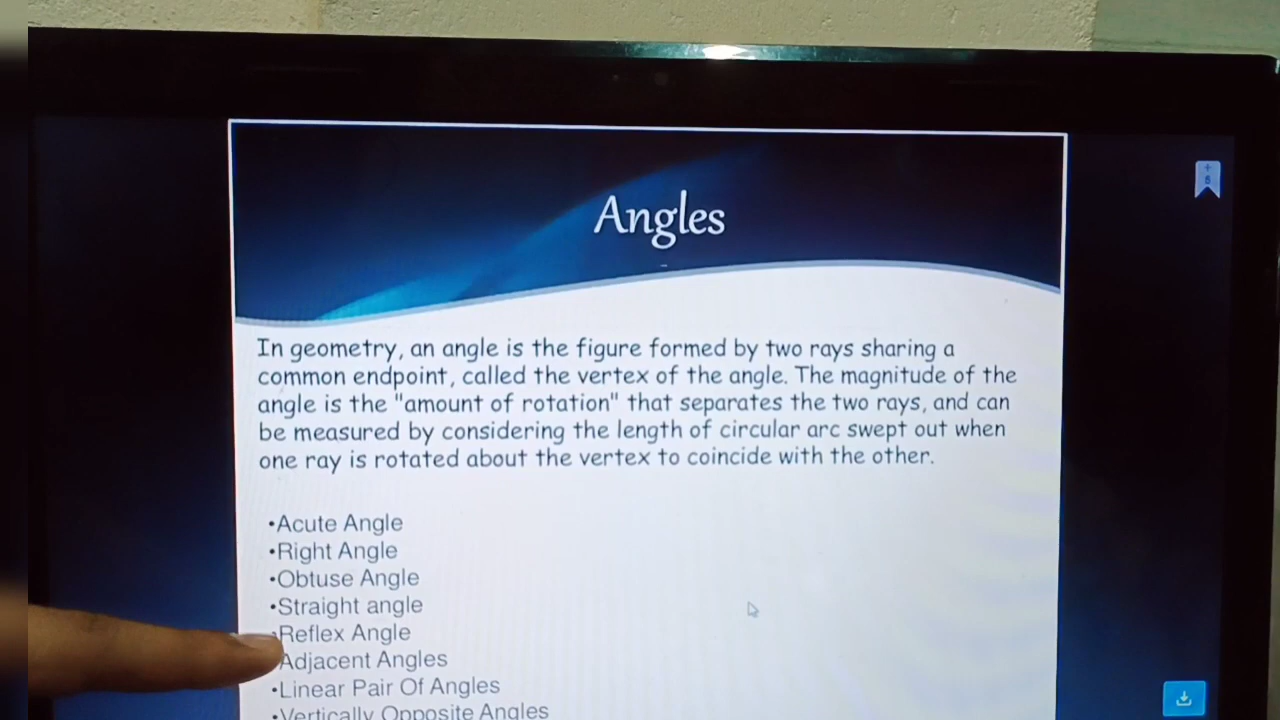 Angles
In geometry, an angle is the figure formed by two rays sharing a
common endpoint, called the vertex of the angle. The magnitude of the
angle is the "amount of rotation" that separates the two rays, and can
be measured by considering the length of circular arc swept out when
one ray is rotated about the vertex to coincide with the other.
•Acute Angle
•Right Angle
•Obtuse Angle
•Straight angle
•Reflex Angle
Adjacent Angles
•Linear Pair Of Angles
•Vertically Opposite Angles